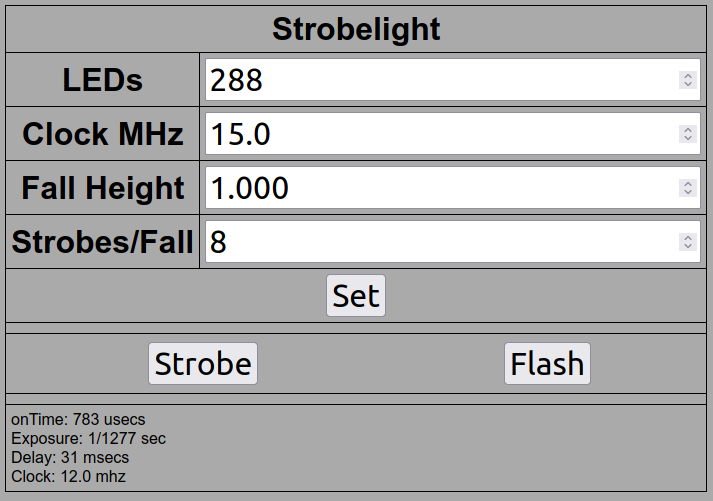 Strobelight
LEDs 288
Clock MHz 15.0
Fall Height 1.000
Strobes/Fall 8
Set
Strobe Flash
onTime: 783 usecs
Exposure: 1/1277 sec
Delay: 31 msecs
Clock: 12.0 mhz